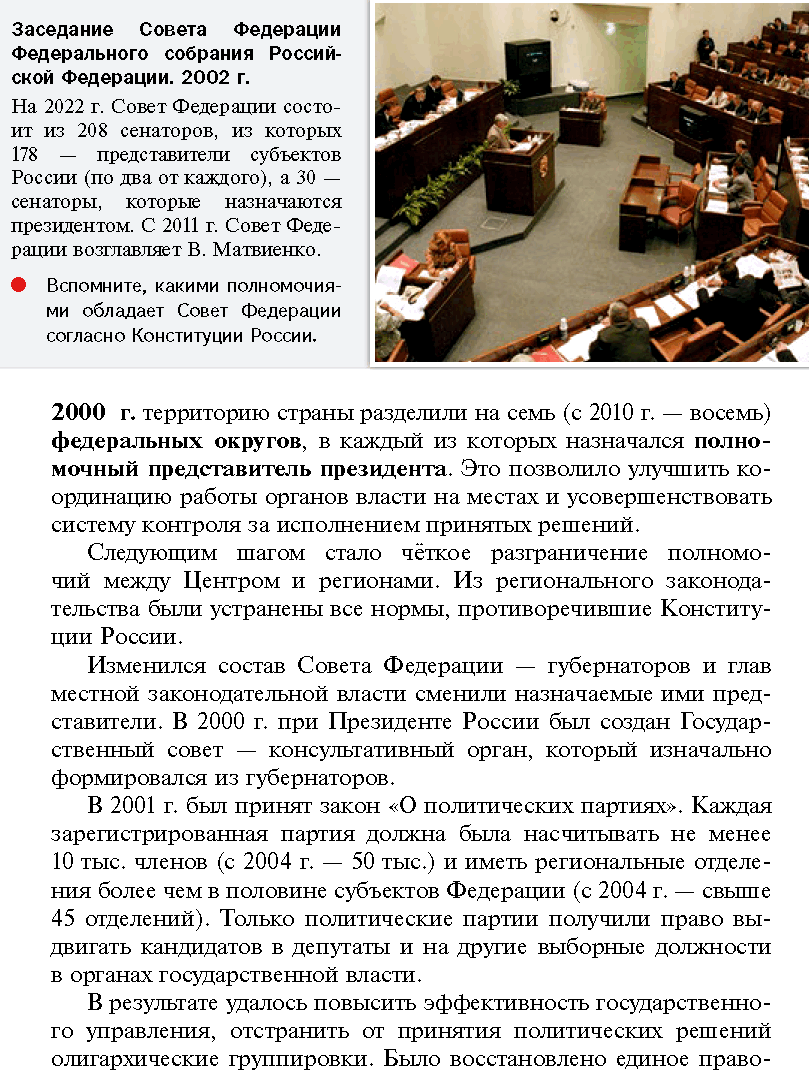 Заседание Совета Федерации
Федерального собрания Россий-
ской Федерации. 2002 г.
На 2022 г. Совет Федерации состо-
ит из 208 сенаторов, из которых
178 — представители субъектов
России (по два от каждого), а 30 —
сенаторы, которые назначаются
президентом. С 2011 г. Совет Феде-
рации возглавляет В. Матвиенко.
Вспомните, какими полномочия-
ми обладает Совет Федерации
согласно Конституции России.
2000 г. территорию страны разделили на семь (с 2010 г. — восемь)
федеральных округов, в каждый из которых назначался полно-
мочный представитель президента. Это позволило улучшить ко-
ординацию работы органов власти на местах и усовершенствовать
систему контроля за исполнением принятых решений.
Следующим шагом стало чёткое разграничение полномо-
чий между Центром и регионами. Из регионального законода-
тельства были устранены все нормы, противоречившие Конститу-
ции России.
Изменился состав Совета Федерации — губернаторов и глав
местной законодательной власти сменили назначаемые ими пред-
ставители. В 2000 г. при Президенте России был создан Государ-
ственный совет — консультативный орган, который изначально
формировался из губернаторов.
В 2001 г. был принят закон «О политических партиях». Каждая
зарегистрированная партия должна была насчитывать не менее
10 тыс. членов (с 2004 г. — 50 тыс.) и иметь региональные отделе-
ния более чем в половине субъектов Федерации (с 2004 г. — свыше
45 отделений). Только политические партии получили право вы-
двигать кандидатов в депутаты и на другие выборные должности
в органах государственной власти.
В результате удалось повысить эффективность государственно-
го управления, отстранить от принятия политических решений
олигархические группировки. Было восстановлено единое право-